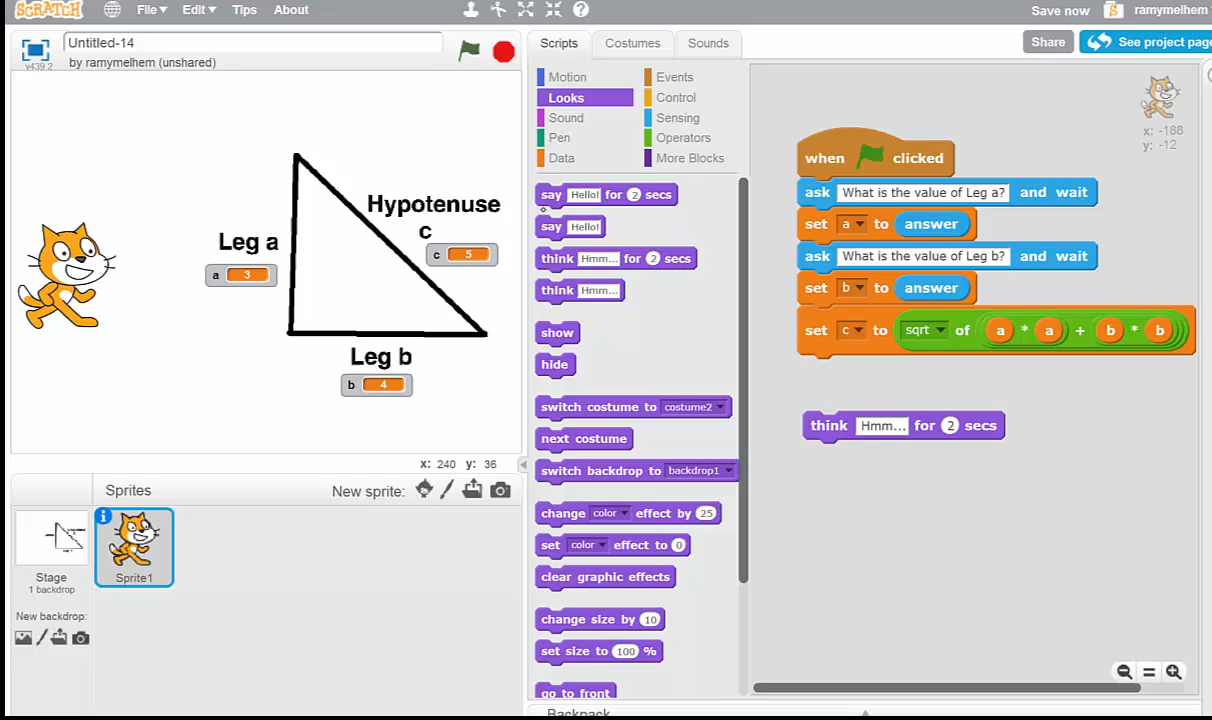 SCRATCH File Edit Tips About Save now ramymelhem
Untitled-14
by ramymelhem (unshared)
v439.2
Scripts Costumes Sounds
Share See project page
Motion Events
Looks Control
Sound Sensing
Pen Operators
Data More Blocks
x: -188
y: -12
Hypotenuse
c
c 5
Leg a
a 3
Leg b
b 4
x: 240 y: 36
say Hello! for 2 secs
say Hello!
think Hmm... for 2 secs
think Hmm...
show
hide
switch costume to costume2
next costume
switch backdrop to backdrop1
change color effect by 25
set color effect to 0
clear graphic effects
change size by 10
set size to 100 %
go to front
when clicked
ask What is the value of Leg a? and wait
set a to answer
ask What is the value of Leg b? and wait
set b to answer
set c to sqrt of a * a + b * b
think Hmm... for 2 secs
Sprites New sprite:
Stage
1 backdrop
Sprite1
New backdrop:
Backpack